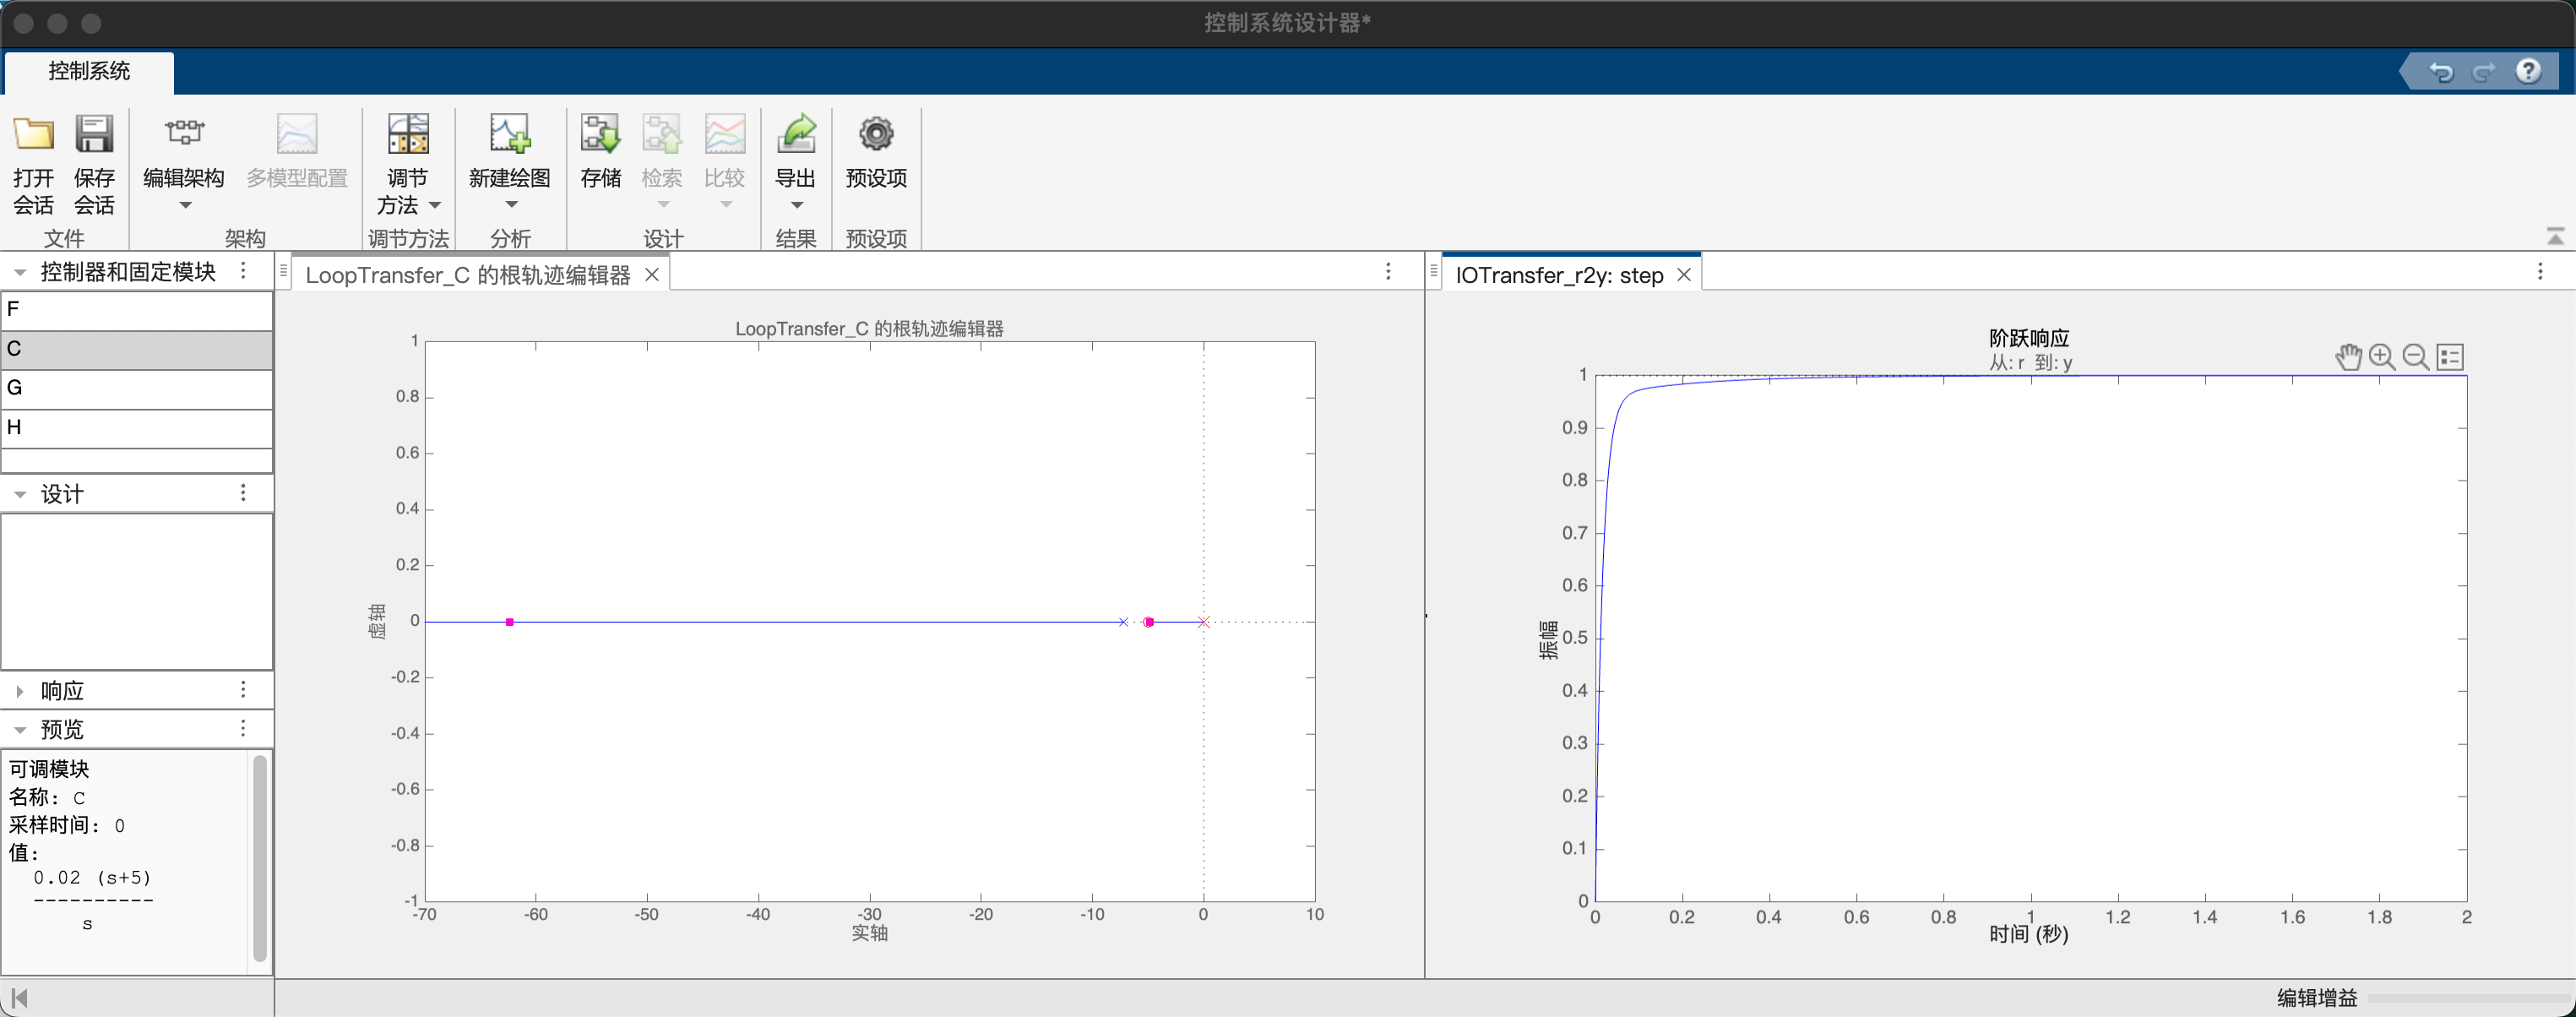 控制系统设计器*
控制系统
打开
会话
保存
会话
编辑架构
多模型配置
调节
方法
新建绘图
存储
检索
比较
导出
预设项
文件
架构
调节方法
分析
设计
结果
预设项
控制器和固定模块
F
C
G
H
设计
响应
预览
可调模块
名称: C
采样时间: 0
值:
0.02 (s+5)
----------
s
LoopTransfer_C 的根轨迹编辑器
LoopTransfer_C 的根轨迹编辑器
虚轴
1
0.8
0.6
0.4
0.2
0
-0.2
-0.4
-0.6
-0.8
-1
-70 -60 -50 -40 -30 -20 -10 0 10
实轴
IOTransfer_r2y: step
阶跃响应
从: r 到: y
振幅
1
0.9
0.8
0.7
0.6
0.5
0.4
0.3
0.2
0.1
0
0 0.2 0.4 0.6 0.8 1 1.2 1.4 1.6 1.8 2
时间 (秒)
编辑增益